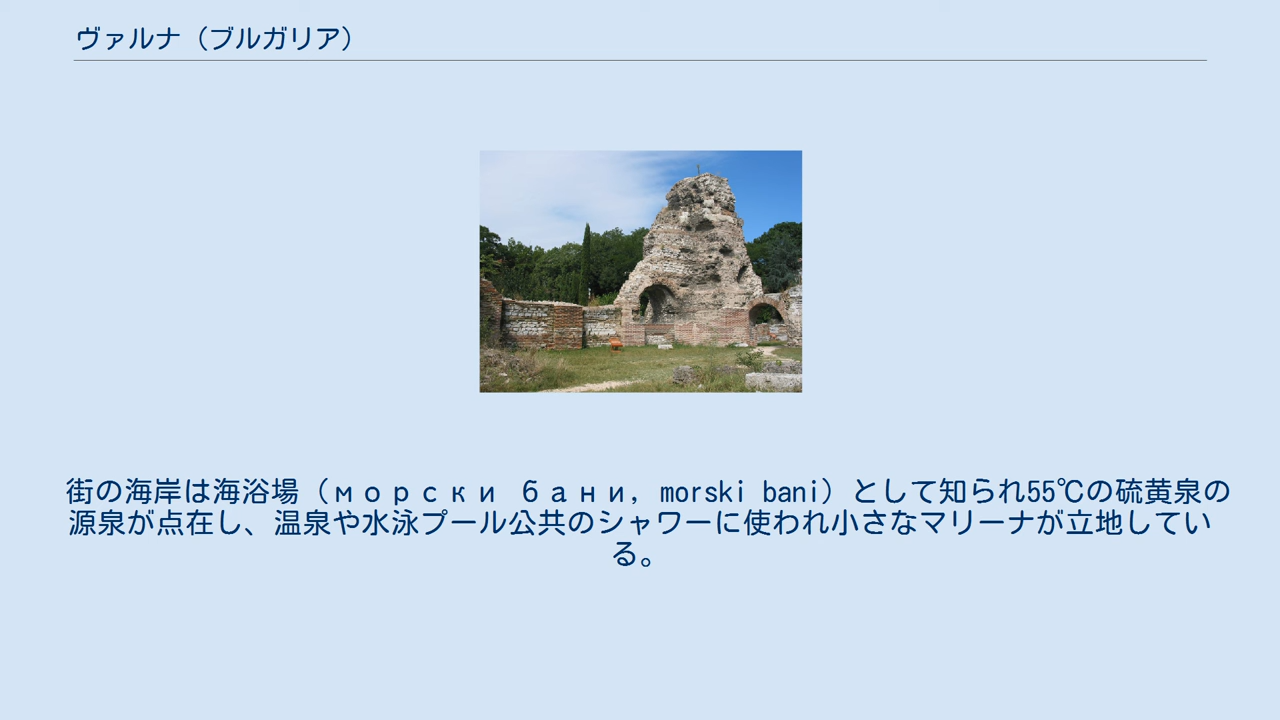 ヴァルナ（ブルガリア）
街の海岸は海浴場（морски бани, morski bani）として知られ55℃の硫黄泉の
源泉が点在し、温泉や水泳プール公共のシャワーに使われ小さなマリーナが立地してい
る。